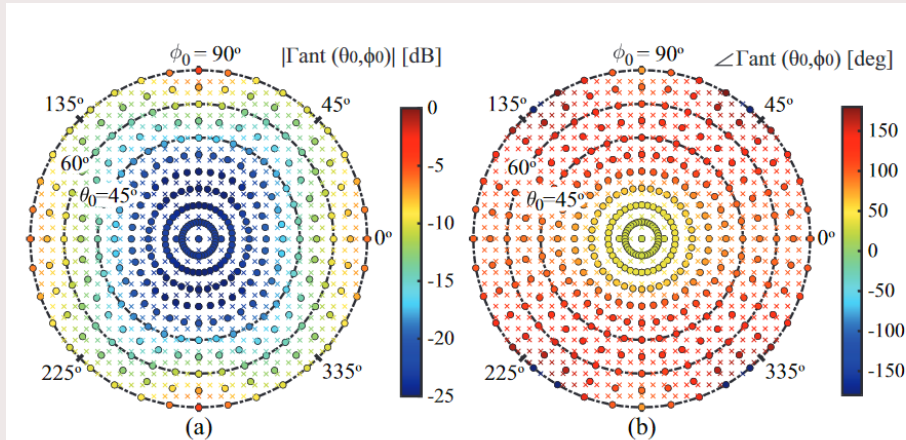 ϕ₀ = 90º |Γant (θ₀,ϕ₀)| [dB]
135º 45º
60º
θ₀=45º
0º
225º 335º
0
-5
-10
-15
-20
-25
(a)
ϕ₀ = 90º ∠Γant (θ₀,ϕ₀) [deg]
135º 45º
60º
θ₀=45º
0º
225º 335º
150
100
50
0
-50
-100
-150
(b)